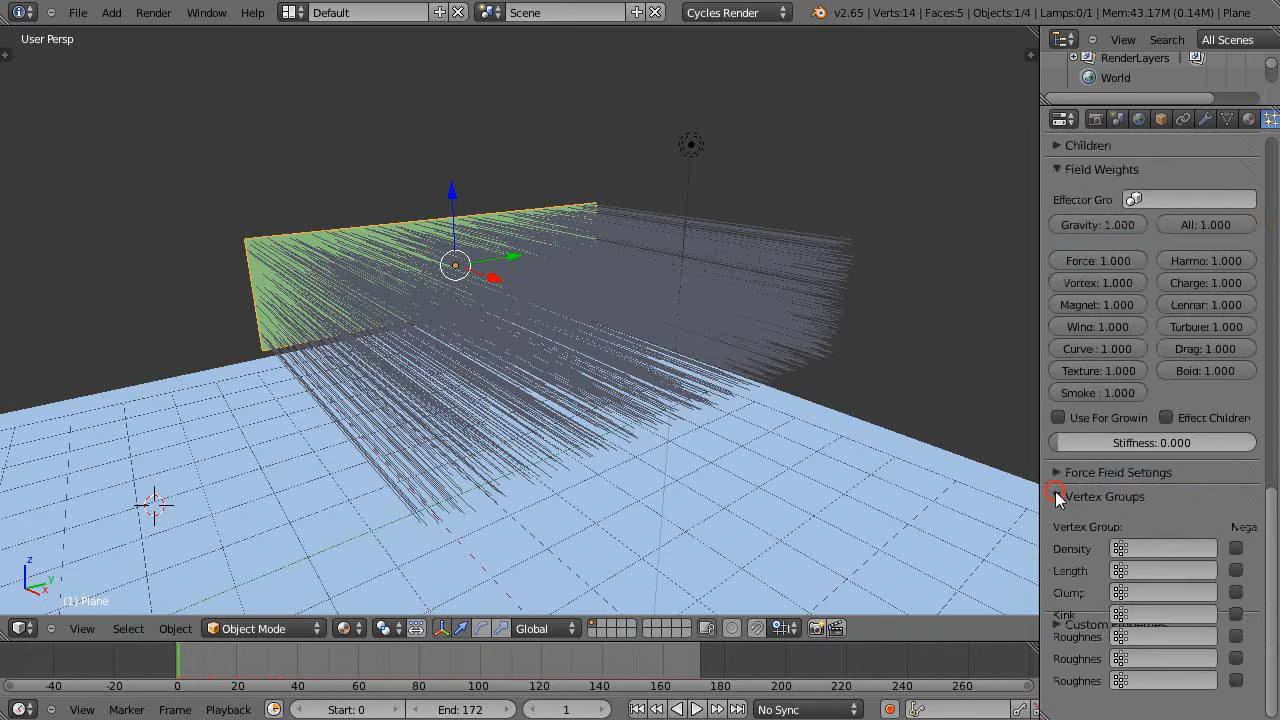 File Add Render Window Help Default Scene Cycles Render v2.65 | Verts:14 | Faces:5 | Objects:1/4 | Lamps:0/1 | Mem:43.17M (0.14M) | Plane
User Persp
View Search All Scenes
RenderLayers
World
Children
Field Weights
Effector Gro
Gravity: 1.000 All: 1.000
Force: 1.000 Harmo: 1.000
Vortex: 1.000 Charge: 1.000
Magnet: 1.000 Lennar: 1.000
Wind: 1.000 Turbule: 1.000
Curve: 1.000 Drag: 1.000
Texture: 1.000 Boid: 1.000
Smoke : 1.000
Use For Growin Effect Children
Stiffness: 0.000
Force Field Settings
Vertex Groups
Vertex Group: Nega
Density
Length
Clump
Kink
Custom Properties
Roughnes
Roughnes
Roughnes
z
y
x
(1) Plane
View Select Object Object Mode Global
-40 -20 0 20 40 60 80 100 120 140 160 180 200 220 240 260
View Marker Frame Playback Start: 0 End: 172 1 No Sync